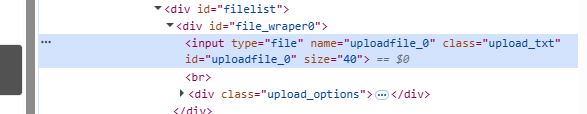 ▼<div id="filelist">
▼<div id="file_wraper0">
<input type="file" name="uploadfile_0" class="upload_txt"
id="uploadfile_0" size="40"> == $0
<br>
▶<div class="upload_options">…</div>
</div>